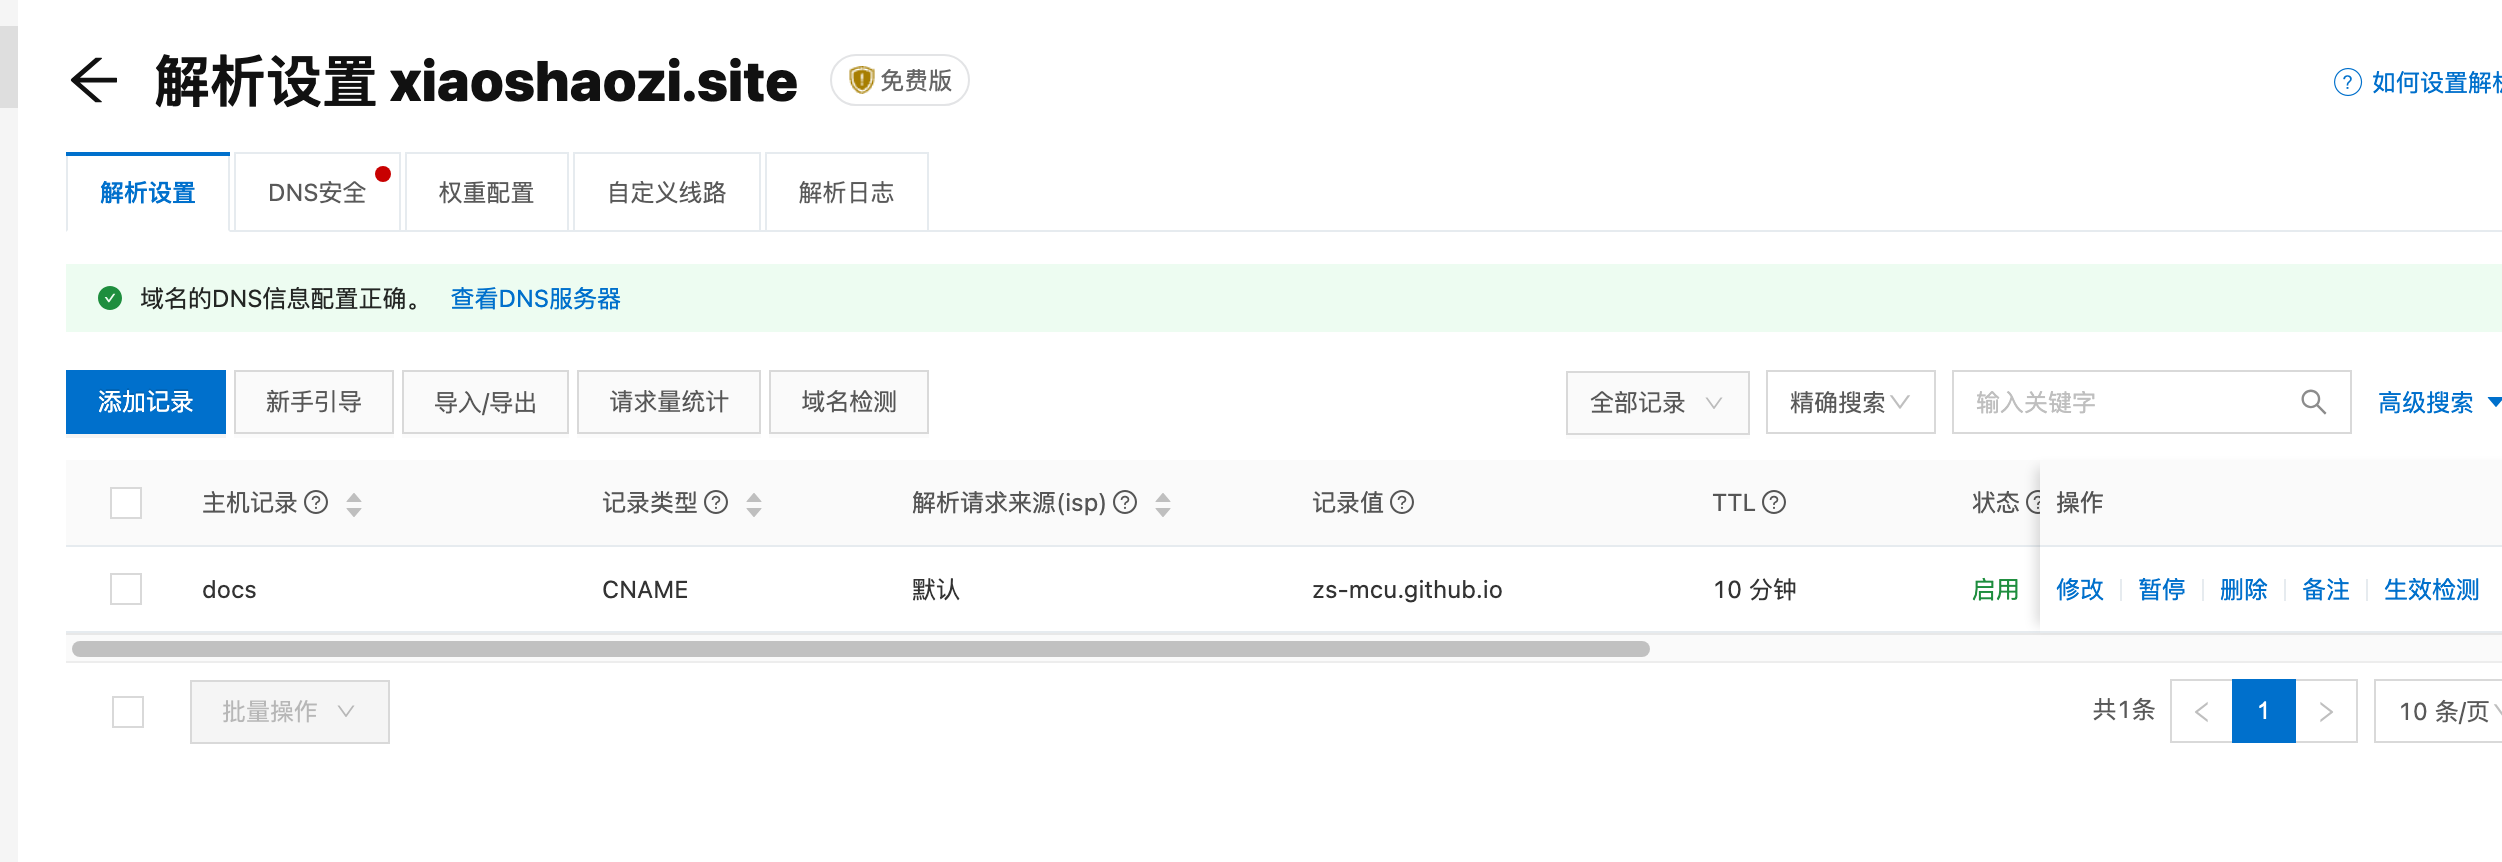 解析设置 xiaoshaozi.site 免费版 如何设置解析
解析设置 DNS安全 权重配置 自定义线路 解析日志
域名的DNS信息配置正确。 查看DNS服务器
添加记录 新手引导 导入/导出 请求量统计 域名检测 全部记录 精确搜索 输入关键字 高级搜索
主机记录 记录类型 解析请求来源(isp) 记录值 TTL 状态 操作
docs CNAME 默认 zs-mcu.github.io 10 分钟 启用 修改 暂停 删除 备注 生效检测
批量操作 共1条 1 10 条/页